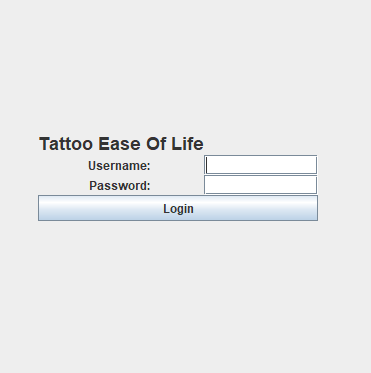 Tattoo Ease Of Life
Username:
Password:
Login